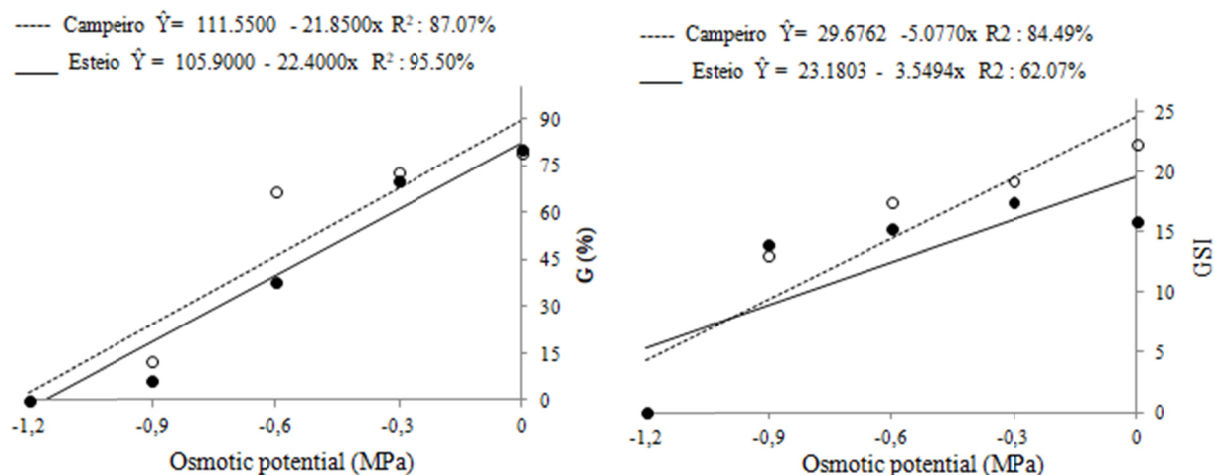 ----- Campeiro Ŷ= 111.5500 - 21.8500x R² : 87.07%
Esteio Ŷ = 105.9000 - 22.4000x R² : 95.50%
90
75
60
45
30
15
0
G (%)
-1,2 -0,9 -0,6 -0,3 0
Osmotic potential (MPa)
----- Campeiro Ŷ= 29.6762 -5.0770x R2 : 84.49%
Esteio Ŷ = 23.1803 - 3.5494x R2 : 62.07%
25
20
15
10
5
0
GSI
-1,2 -0,9 -0,6 -0,3 0
Osmotic potential (MPa)